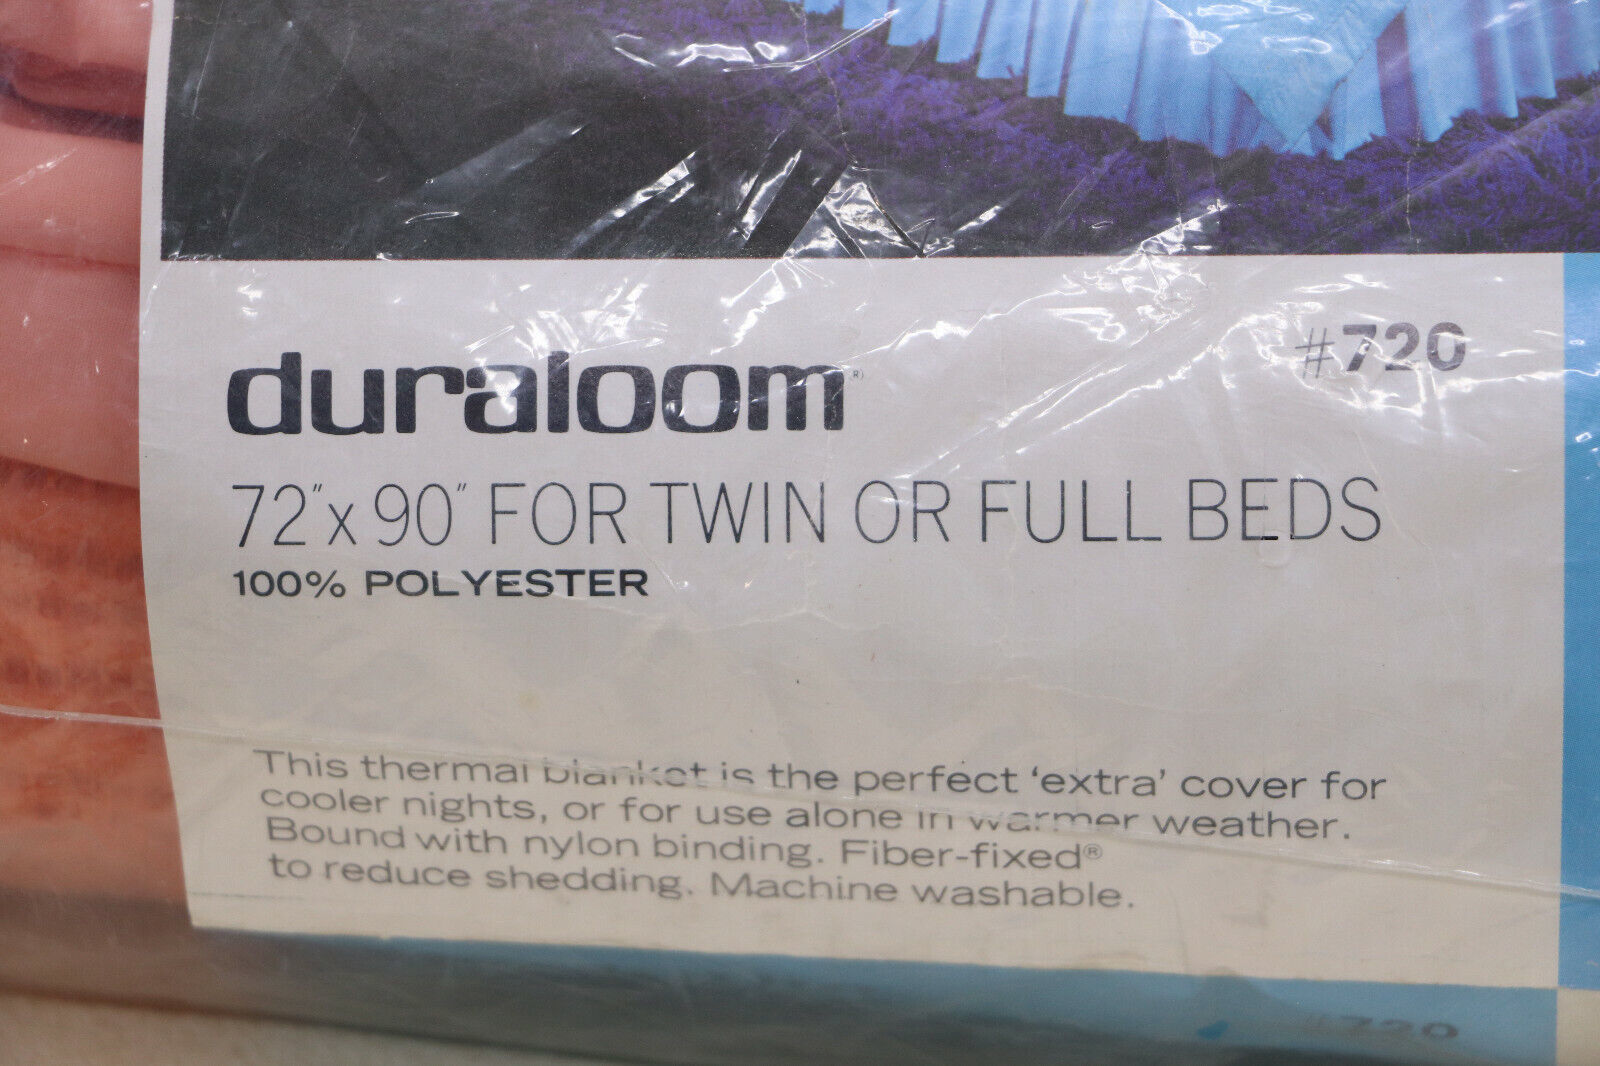 #720
duraloom®
72"x 90" FOR TWIN OR FULL BEDS
100% POLYESTER
This thermal blanket is the perfect ‘extra’ cover for
cooler nights, or for use alone in warmer weather.
Bound with nylon binding. Fiber-fixed®
to reduce shedding. Machine washable.
#720